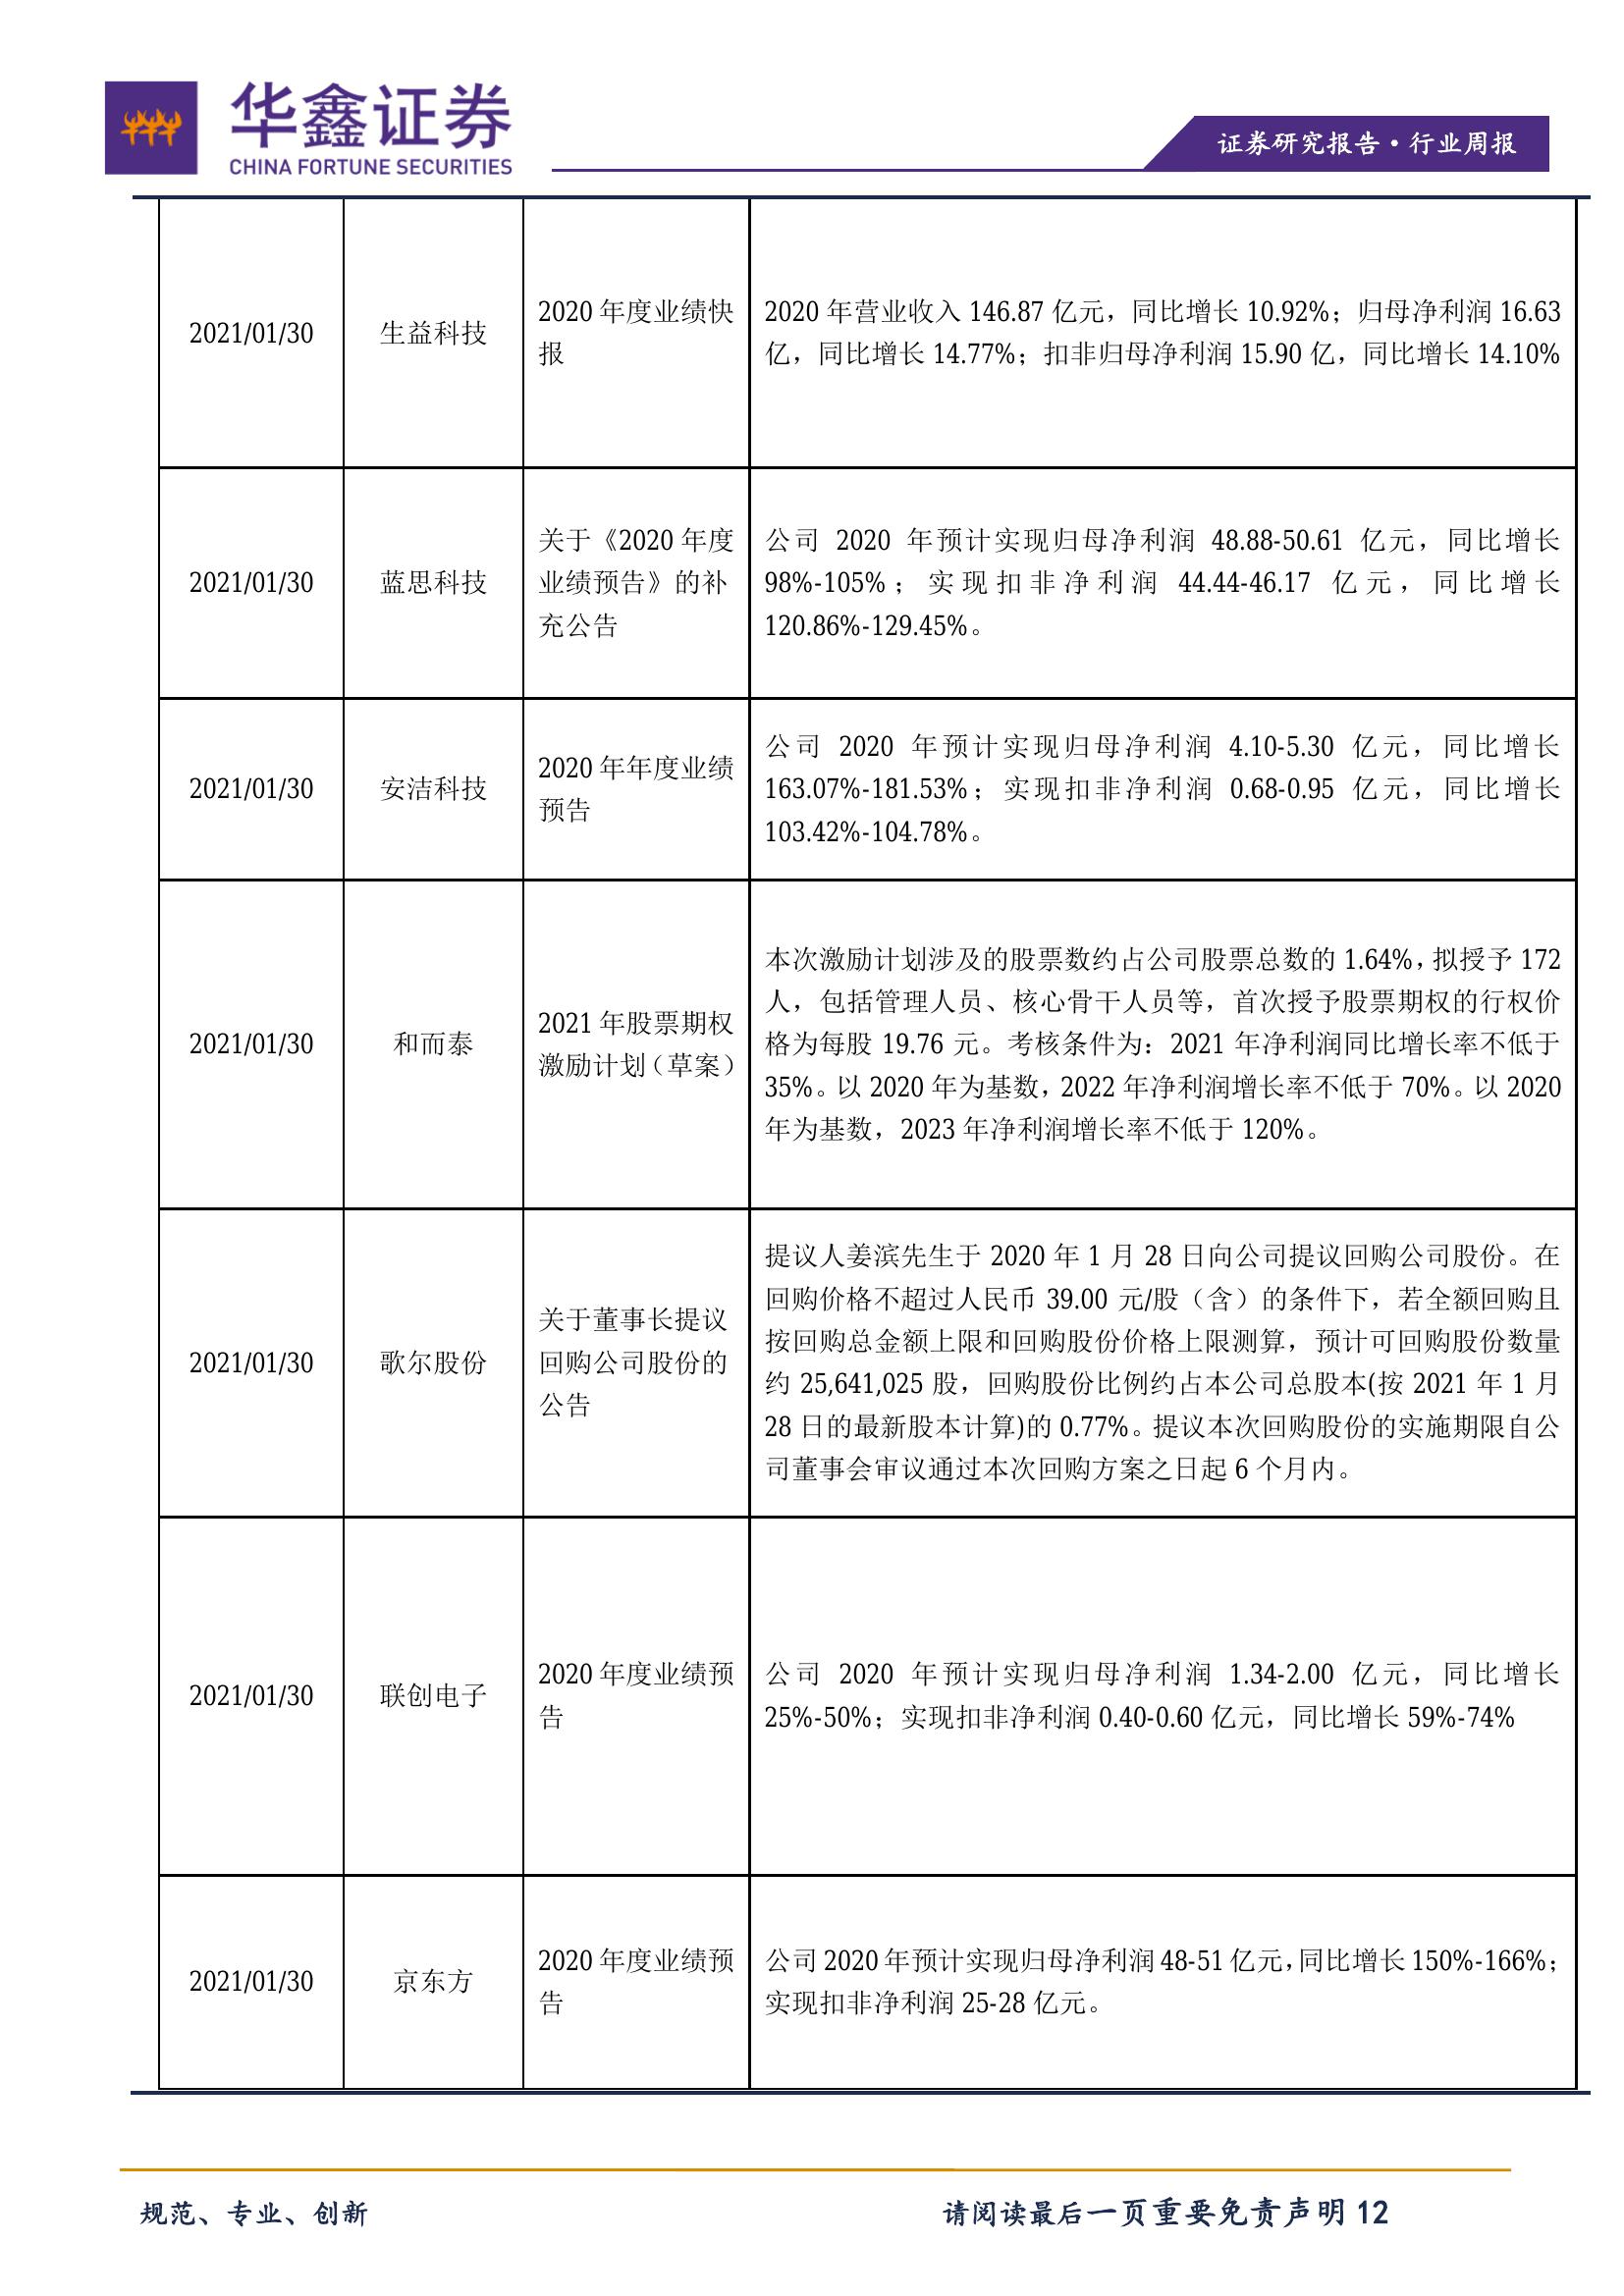 华鑫证券
CHINA FORTUNE SECURITIES
证券研究报告·行业周报
2021/01/30
生益科技
2020 年度业绩快
报
2020 年营业收入 146.87 亿元，同比增长 10.92%；归母净利润 16.63
亿，同比增长 14.77%；扣非归母净利润 15.90 亿，同比增长 14.10%
2021/01/30
蓝思科技
关于《2020 年度
业绩预告》的补
充公告
公司 2020 年预计实现归母净利润 48.88-50.61 亿元，同比增长
98%-105%；实现扣非净利润 44.44-46.17 亿元，同比增长
120.86%-129.45%。
2021/01/30
安洁科技
2020 年年度业绩
预告
公司 2020 年预计实现归母净利润 4.10-5.30 亿元，同比增长
163.07%-181.53%；实现扣非净利润 0.68-0.95 亿元，同比增长
103.42%-104.78%。
2021/01/30
和而泰
2021 年股票期权
激励计划（草案）
本次激励计划涉及的股票数约占公司股票总数的 1.64%，拟授予 172
人，包括管理人员、核心骨干人员等，首次授予股票期权的行权价
格为每股 19.76 元。考核条件为：2021 年净利润同比增长率不低于
35%。以 2020 年为基数，2022 年净利润增长率不低于 70%。以 2020
年为基数，2023 年净利润增长率不低于 120%。
2021/01/30
歌尔股份
关于董事长提议
回购公司股份的
公告
提议人姜滨先生于 2020 年 1 月 28 日向公司提议回购公司股份。在
回购价格不超过人民币 39.00 元/股（含）的条件下，若全额回购且
按回购总金额上限和回购股份价格上限测算，预计可回购股份数量
约 25,641,025 股，回购股份比例约占本公司总股本(按 2021 年 1 月
28 日的最新股本计算)的 0.77%。提议本次回购股份的实施期限自公
司董事会审议通过本次回购方案之日起 6 个月内。
2021/01/30
联创电子
2020 年度业绩预
告
公司 2020 年预计实现归母净利润 1.34-2.00 亿元，同比增长
25%-50%；实现扣非净利润 0.40-0.60 亿元，同比增长 59%-74%
2021/01/30
京东方
2020 年度业绩预
告
公司 2020 年预计实现归母净利润 48-51 亿元，同比增长 150%-166%；
实现扣非净利润 25-28 亿元。
规范、专业、创新
请阅读最后一页重要免责声明 12